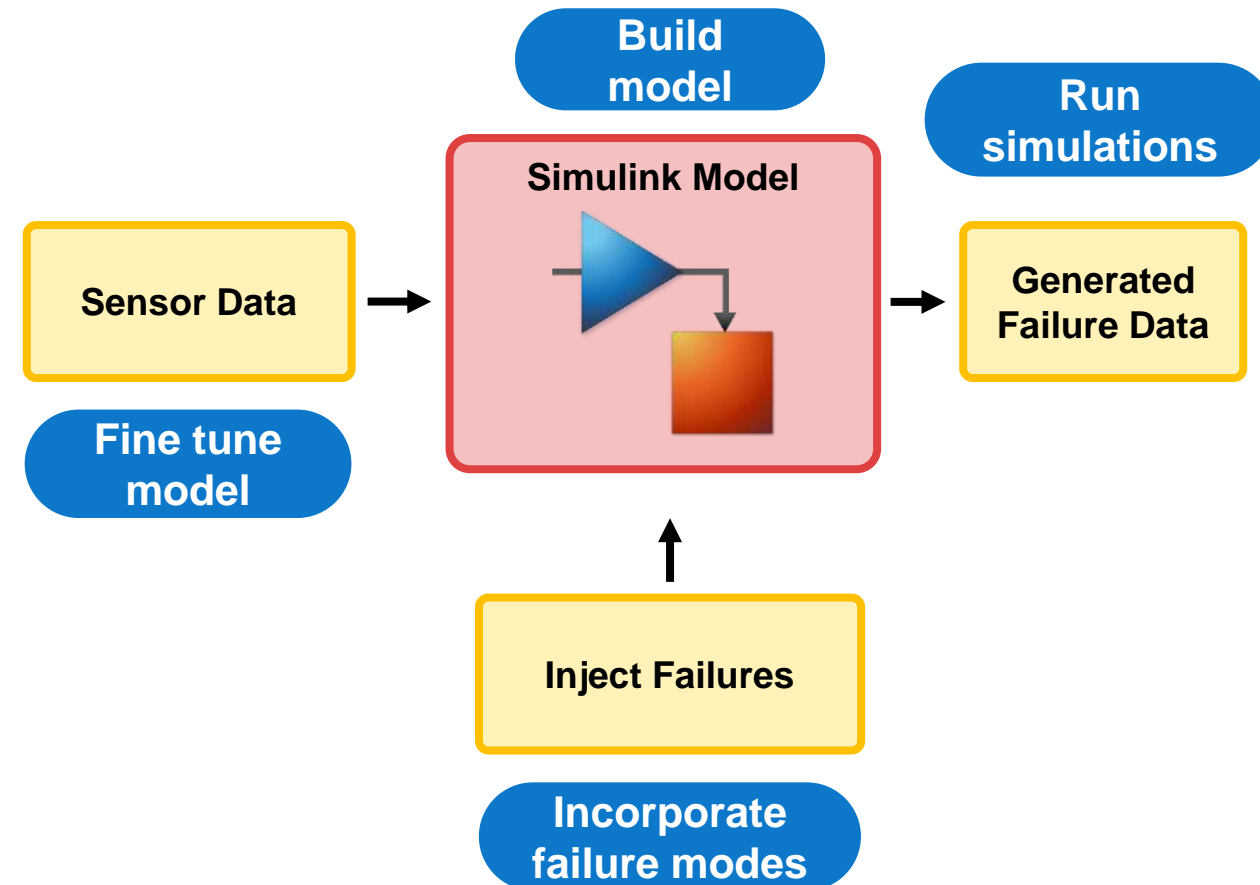 Build
model
Run
simulations
Simulink Model
Sensor Data
Generated
Failure Data
Fine tune
model
Inject Failures
Incorporate
failure modes